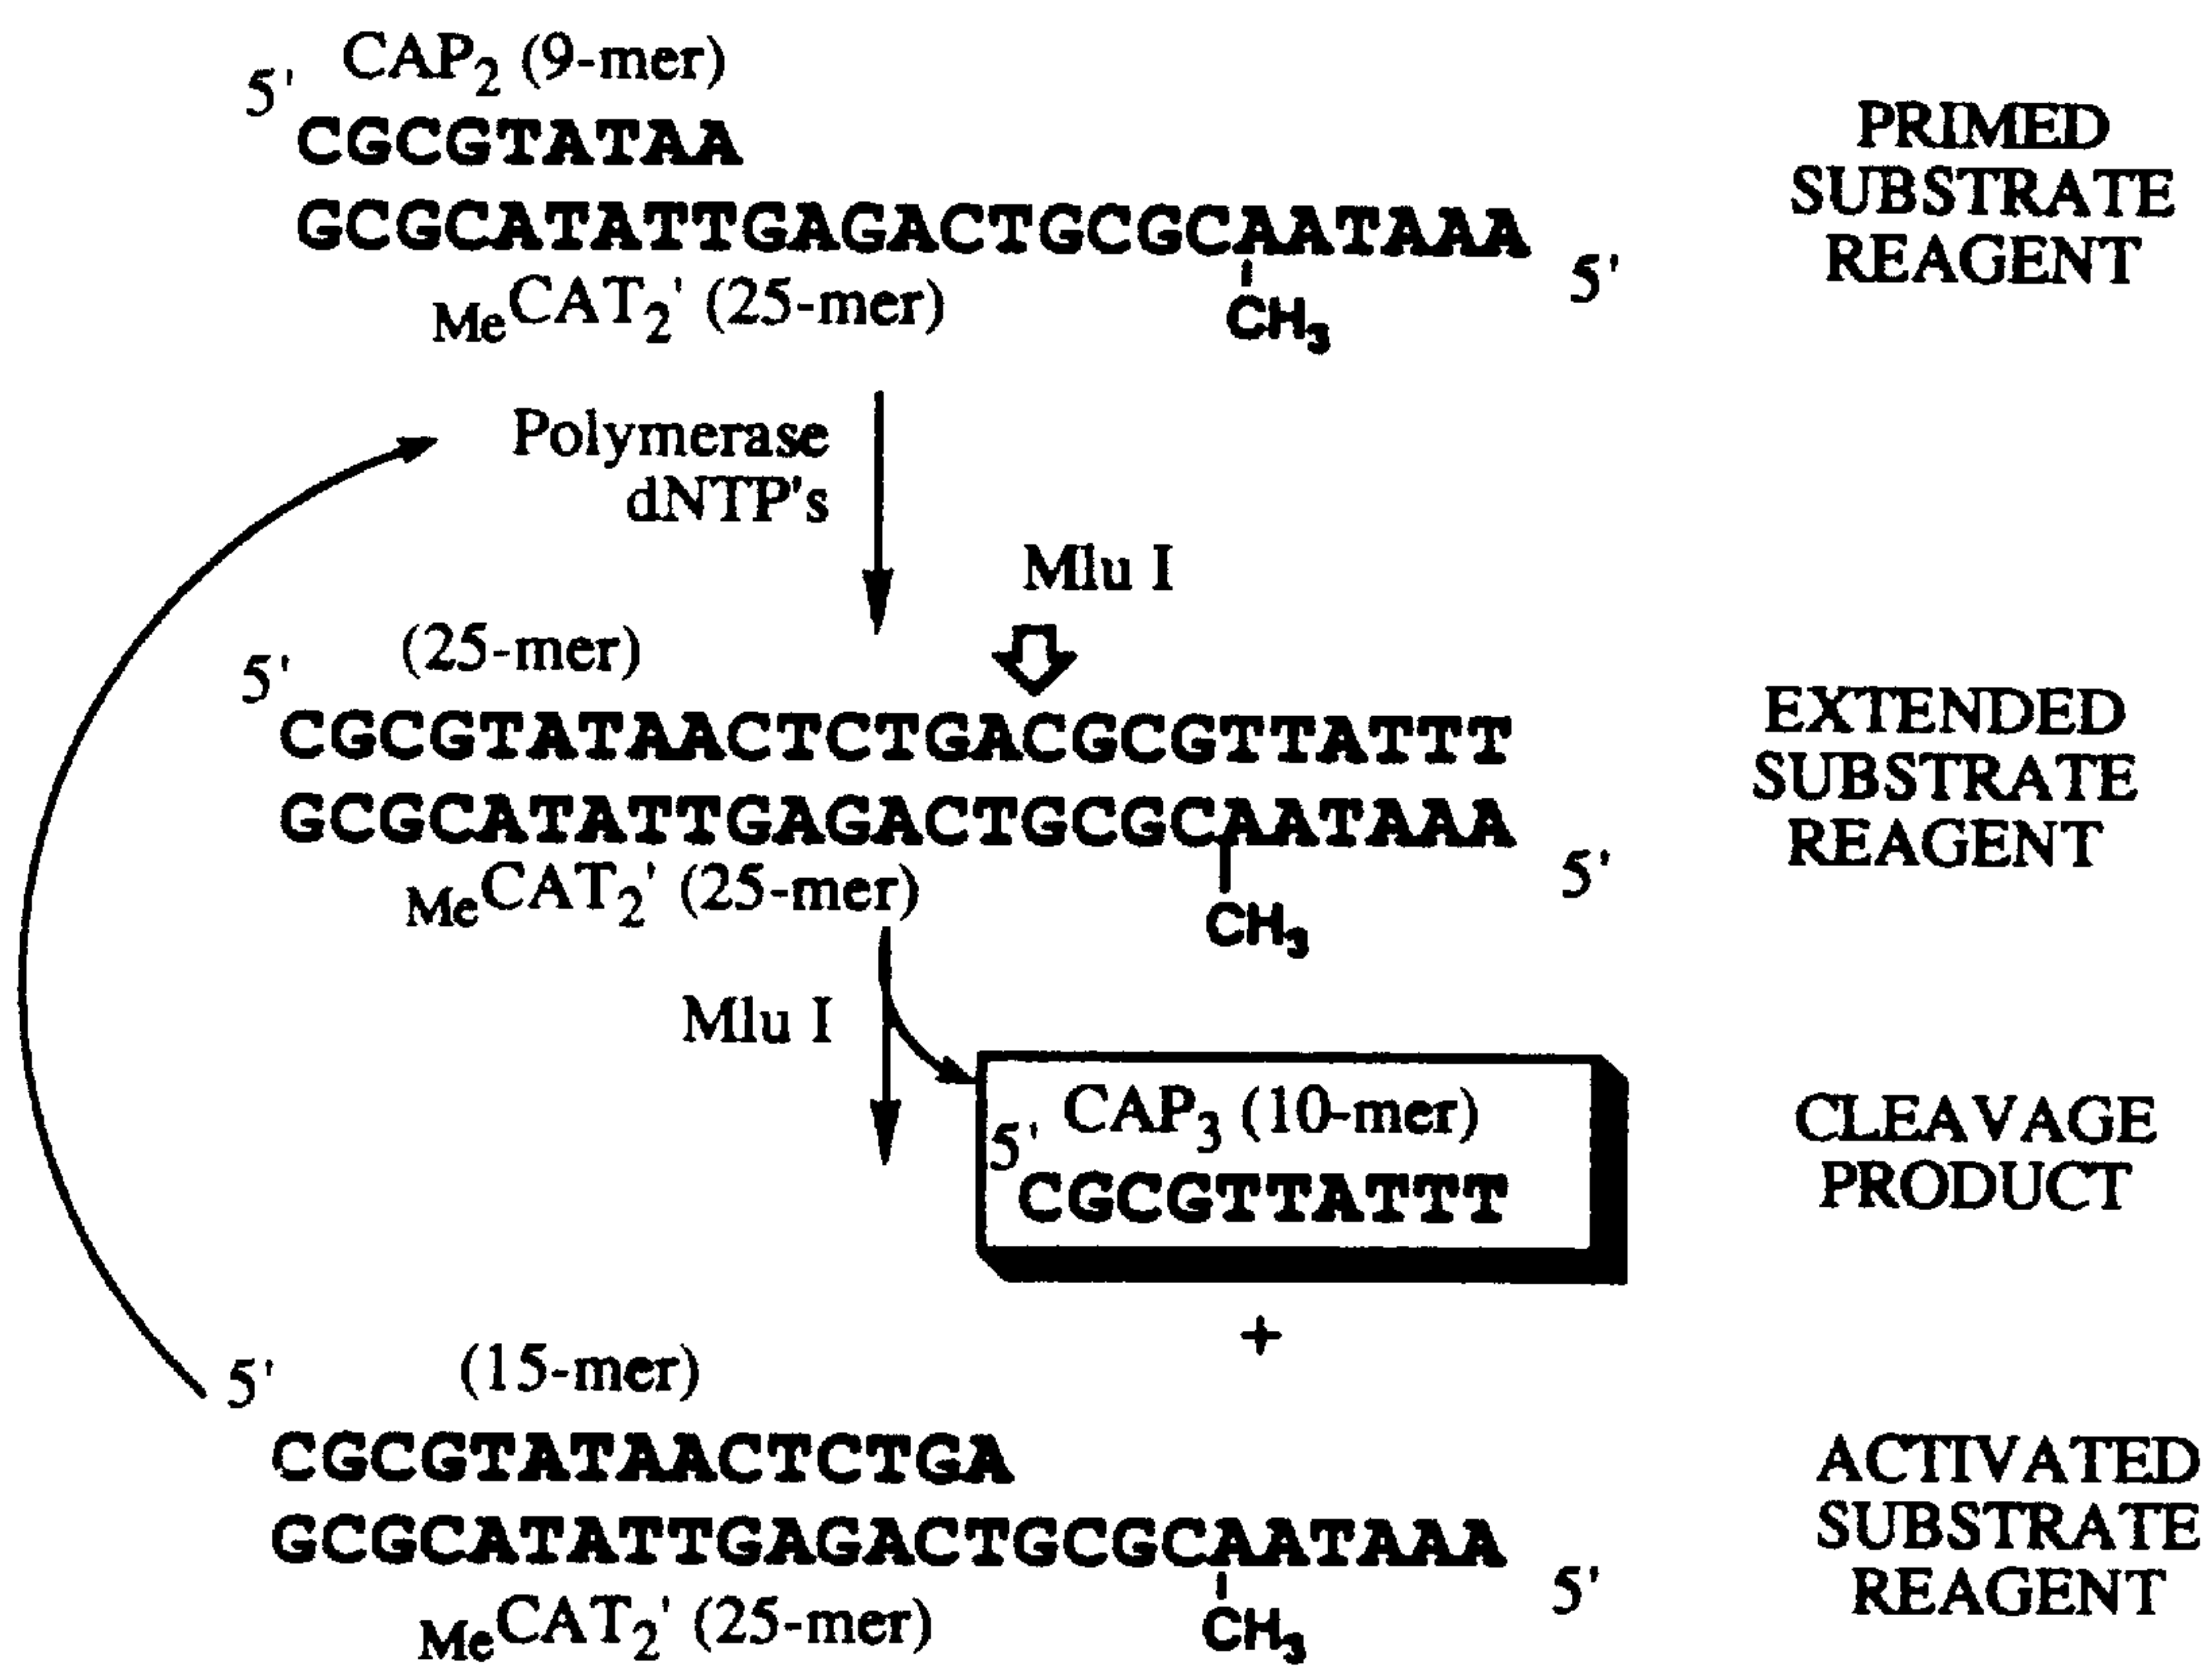 CAP2 (9-mer)
5'
CGCGTATAA
GCGCATATTGAGACTGCGCAATAAA
5'
MeCAT2' (25-mer)
CH3
PRIMED
SUBSTRATE
REAGENT
Polymerase
dNTP's
Mlu I
(25-mer)
5'
CGCGTATAACTCTGACGCGTTATTT
GCGCATATTGAGACTGCGCAATAAA
5'
MeCAT2' (25-mer)
CH3
EXTENDED
SUBSTRATE
REAGENT
Mlu I
CAP3 (10-mer)
5'
CGCGTTATTT
CLEAVAGE
PRODUCT
+
(15-mer)
5'
CGCGTATAACTCTGA
GCGCATATTGAGACTGCGCAATAAA
5'
MeCAT2' (25-mer)
CH3
ACTIVATED
SUBSTRATE
REAGENT